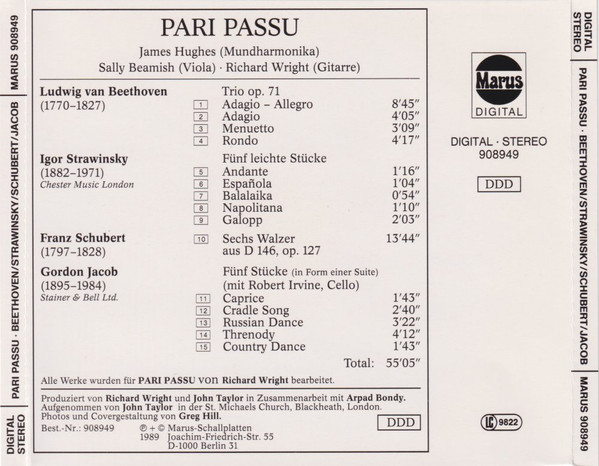 PARI PASSU
James Hughes (Mundharmonika)
Sally Beamish (Viola) · Richard Wright (Gitarre)
Ludwig van Beethoven Trio op. 71
(1770–1827) 1 Adagio – Allegro 8'45"
2 Adagio 4'05"
3 Menuetto 3'09"
4 Rondo 4'17"
Igor Strawinsky Fünf leichte Stücke
(1882–1971) 5 Andante 1'16"
Chester Music London 6 Española 1'04"
7 Balalaika 0'54"
8 Napolitana 1'10"
9 Galopp 2'03"
Franz Schubert 10 Sechs Walzer 13'44"
(1797–1828) aus D 146, op. 127
Gordon Jacob Fünf Stücke (in Form einer Suite)
(1895–1984) (mit Robert Irvine, Cello)
Stainer & Bell Ltd. 11 Caprice 1'43"
12 Cradle Song 2'40"
13 Russian Dance 3'22"
14 Threnody 4'12"
15 Country Dance 1'43"
Total: 55'05"
Alle Werke wurden für PARI PASSU von Richard Wright bearbeitet.
Produziert von Richard Wright und John Taylor in Zusammenarbeit mit Arpad Bondy.
Aufgenommen von John Taylor in der St. Michaels Church, Blackheath, London.
Photos und Covergestaltung von Greg Hill.
Best.-Nr.: 908949 ℗ + © Marus-Schallplatten
1989 Joachim-Friedrich-Str. 55
D-1000 Berlin 31
DDD
Marus
DIGITAL
DIGITAL · STEREO
908949
DDD
LC 9822
DIGITAL
STEREO
PARI PASSU · BEETHOVEN/STRAWINSKY/SCHUBERT/JACOB
MARUS 908949
DIGITAL
STEREO
PARI PASSU · BEETHOVEN/STRAWINSKY/SCHUBERT/JACOB
MARUS 908949